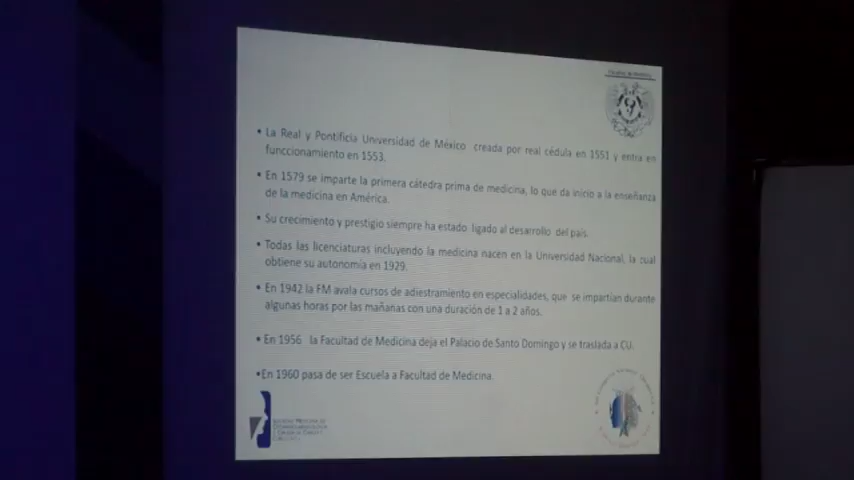 • La Real y Pontificia Universidad de México creada por real cédula en 1551 y entra en
funccionamiento en 1553.
• En 1579 se imparte la primera cátedra prima de medicina, lo que da inicio a la enseñanza
de la medicina en América.
• Su crecimiento y prestigio siempre ha estado ligado al desarrollo del país.
• Todas las licenciaturas incluyendo la medicina nacen en la Universidad Nacional, la cual
obtiene su autonomía en 1929.
• En 1942 la FM avala cursos de adiestramiento en especialidades, que se impartían durante
algunas horas por las mañanas con una duración de 1 a 2 años.
• En 1956 la Facultad de Medicina deja el Palacio de Santo Domingo y se traslada a CU.
•En 1960 pasa de ser Escuela a Facultad de Medicina.
Sociedad Mexicana de